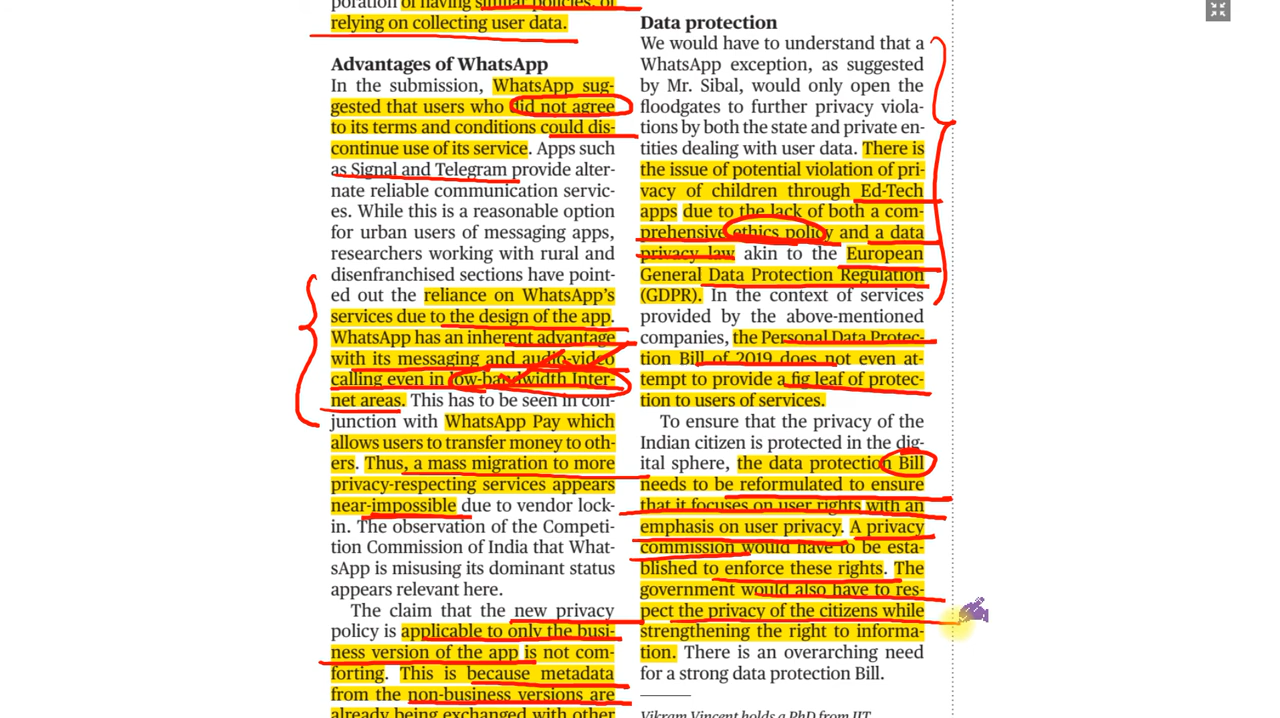 poration of having similar policies, of
relying on collecting user data.
Advantages of WhatsApp
In the submission, WhatsApp sug-
gested that users who did not agree
to its terms and conditions could dis-
continue use of its service. Apps such
as Signal and Telegram provide alter-
nate reliable communication servic-
es. While this is a reasonable option
for urban users of messaging apps,
researchers working with rural and
disenfranchised sections have point-
ed out the reliance on WhatsApp's
services due to the design of the app.
WhatsApp has an inherent advantage
with its messaging and audio-video
calling even in low-bandwidth Inter-
net areas. This has to be seen in con-
junction with WhatsApp Pay which
allows users to transfer money to oth-
ers. Thus, a mass migration to more
privacy-respecting services appears
near-impossible due to vendor lock-
in. The observation of the Competi-
tion Commission of India that What-
sApp is misusing its dominant status
appears relevant here.
The claim that the new privacy
policy is applicable to only the busi-
ness version of the app is not com-
forting. This is because metadata
from the non-business versions are
already being exchanged with other
Data protection
We would have to understand that a
WhatsApp exception, as suggested
by Mr. Sibal, would only open the
floodgates to further privacy viola-
tions by both the state and private en-
tities dealing with user data. There is
the issue of potential violation of pri-
vacy of children through Ed-Tech
apps due to the lack of both a com-
prehensive ethics policy and a data
privacy law akin to the European
General Data Protection Regulation
(GDPR). In the context of services
provided by the above-mentioned
companies, the Personal Data Protec-
tion Bill of 2019 does not even at-
tempt to provide a fig leaf of protec-
tion to users of services.
To ensure that the privacy of the
Indian citizen is protected in the dig-
ital sphere, the data protection Bill
needs to be reformulated to ensure
that it focuses on user rights with an
emphasis on user privacy. A privacy
commission would have to be esta-
blished to enforce these rights. The
government would also have to res-
pect the privacy of the citizens while
strengthening the right to informa-
tion. There is an overarching need
for a strong data protection Bill.
Vikram Vincent holds a PhD from IIT